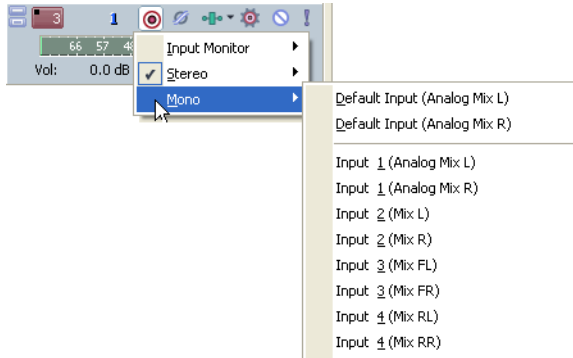 3 1
66 57 48
Vol: 0.0 dB
Input Monitor
Stereo
Mono
Default Input (Analog Mix L)
Default Input (Analog Mix R)
Input 1 (Analog Mix L)
Input 1 (Analog Mix R)
Input 2 (Mix L)
Input 2 (Mix R)
Input 3 (Mix FL)
Input 3 (Mix FR)
Input 4 (Mix RL)
Input 4 (Mix RR)